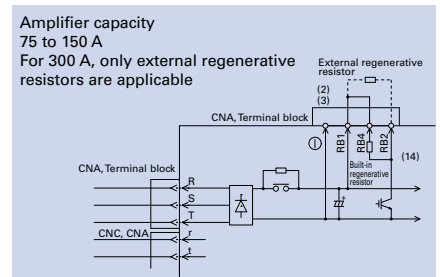 Amplifier capacity
75 to 150 A
For 300 A, only external regenerative
resistors are applicable
External regenerative
resistor
(2)
(3)
CNA, Terminal block
RB1
RB4
RB2
(14)
Built-in
regenerative
resistor
CNA, Terminal block
R
S
T
+
CNC, CNA
r
t